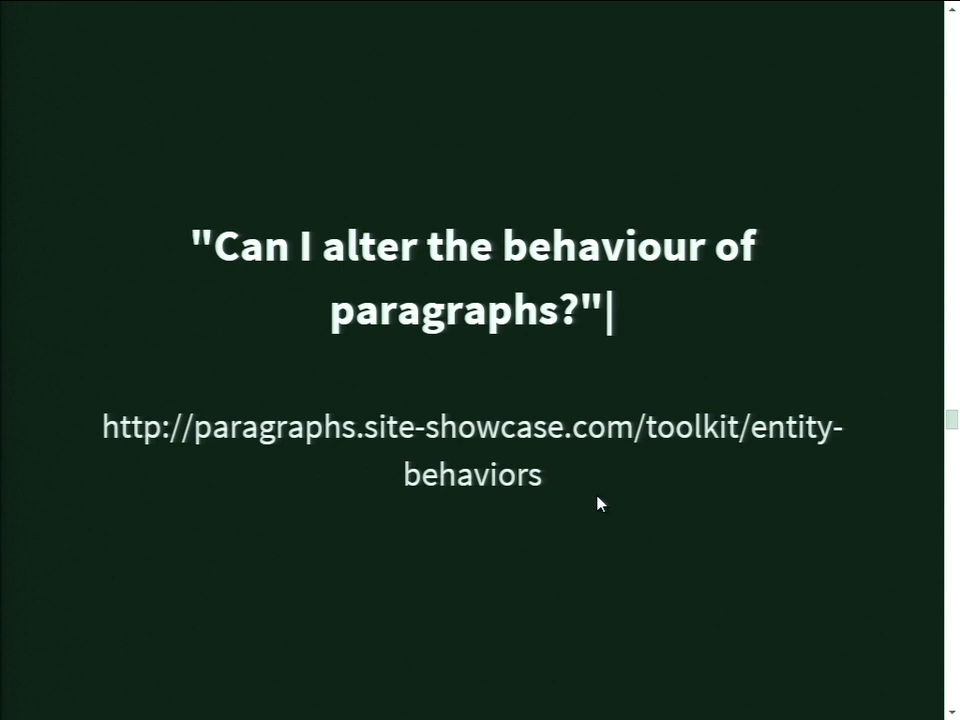 "Can I alter the behaviour of
paragraphs?"|
http://paragraphs.site-showcase.com/toolkit/entity-
behaviors